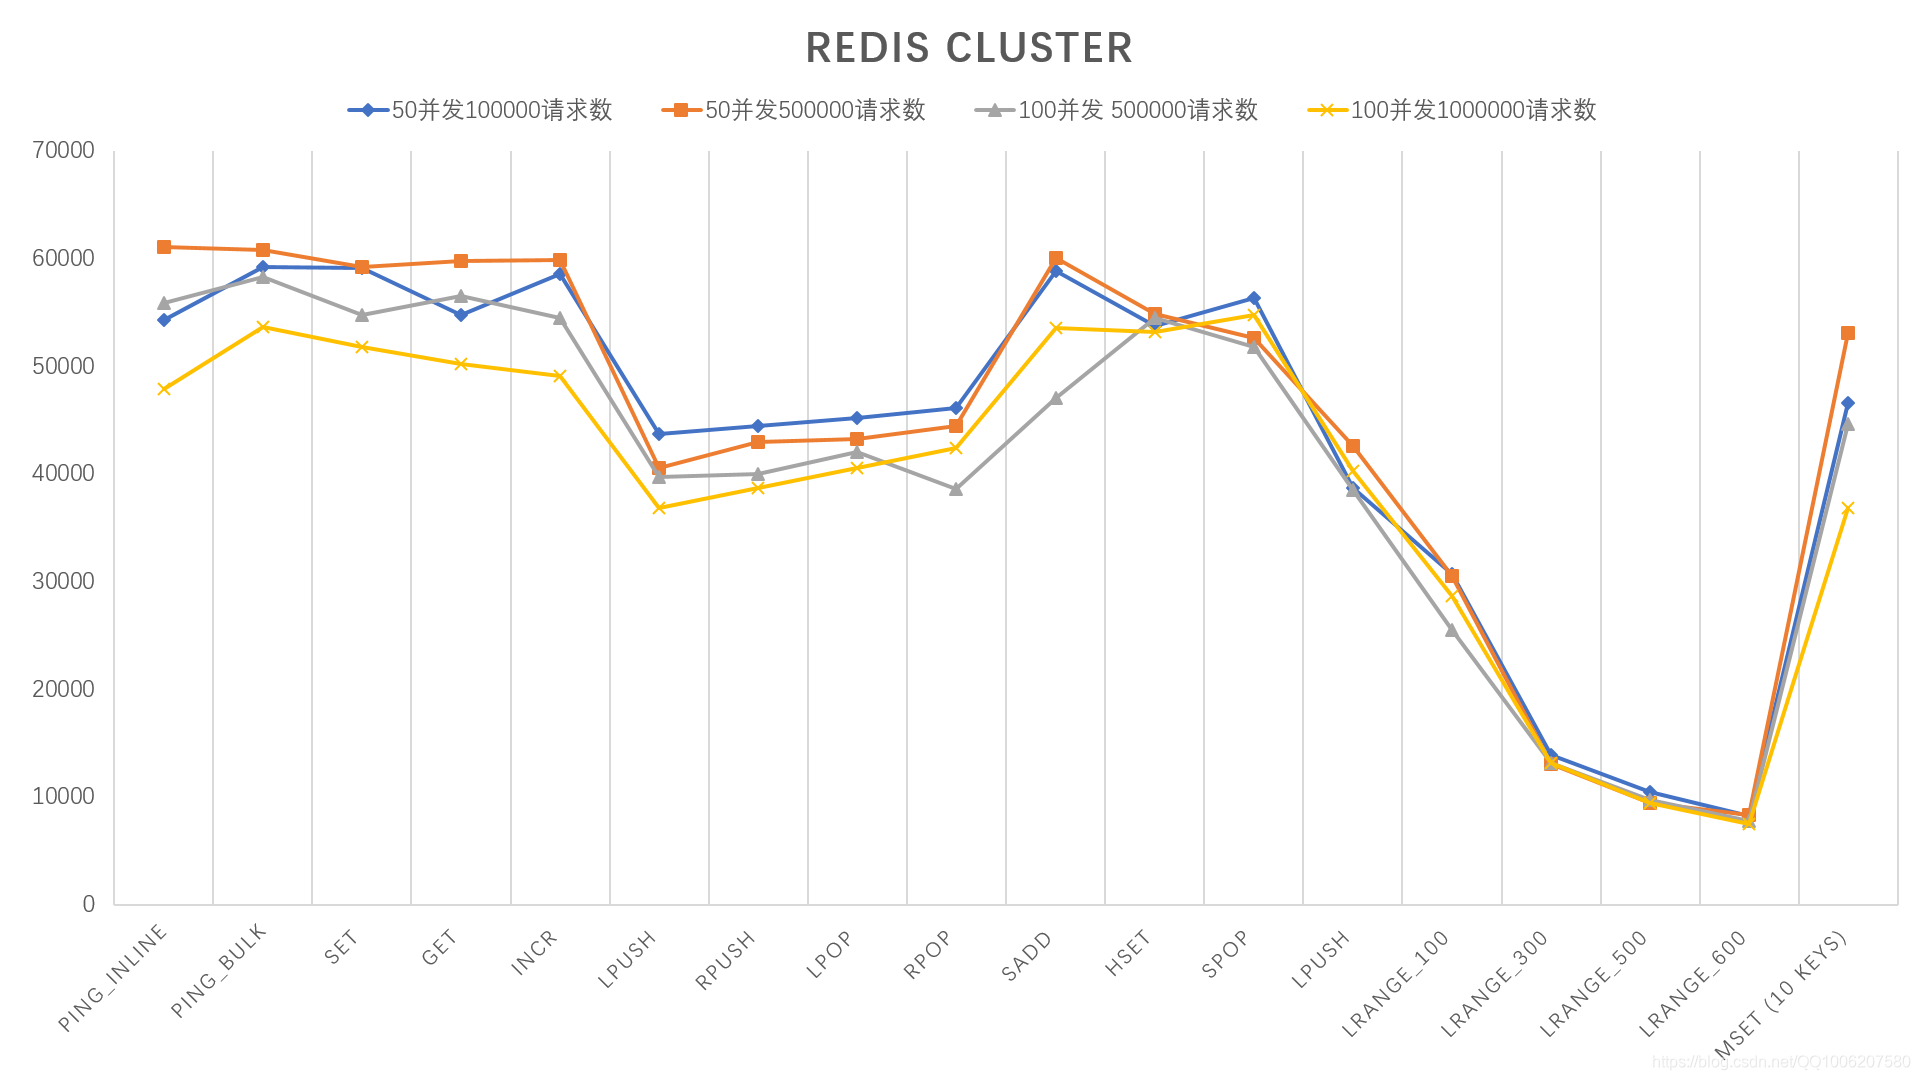 REDIS CLUSTER
50并发100000请求数 50并发500000请求数 100并发 500000请求数 100并发1000000请求数
70000
60000
50000
40000
30000
20000
10000
0
PING_INLINE PING_BULK SET GET INCR LPUSH RPUSH LPOP RPOP SADD HSET SPOP LPUSH LRANGE_100 LRANGE_300 LRANGE_500 LRANGE_600 MSET (10 KEYS)
https://blog.csdn.net/QQ1006207580